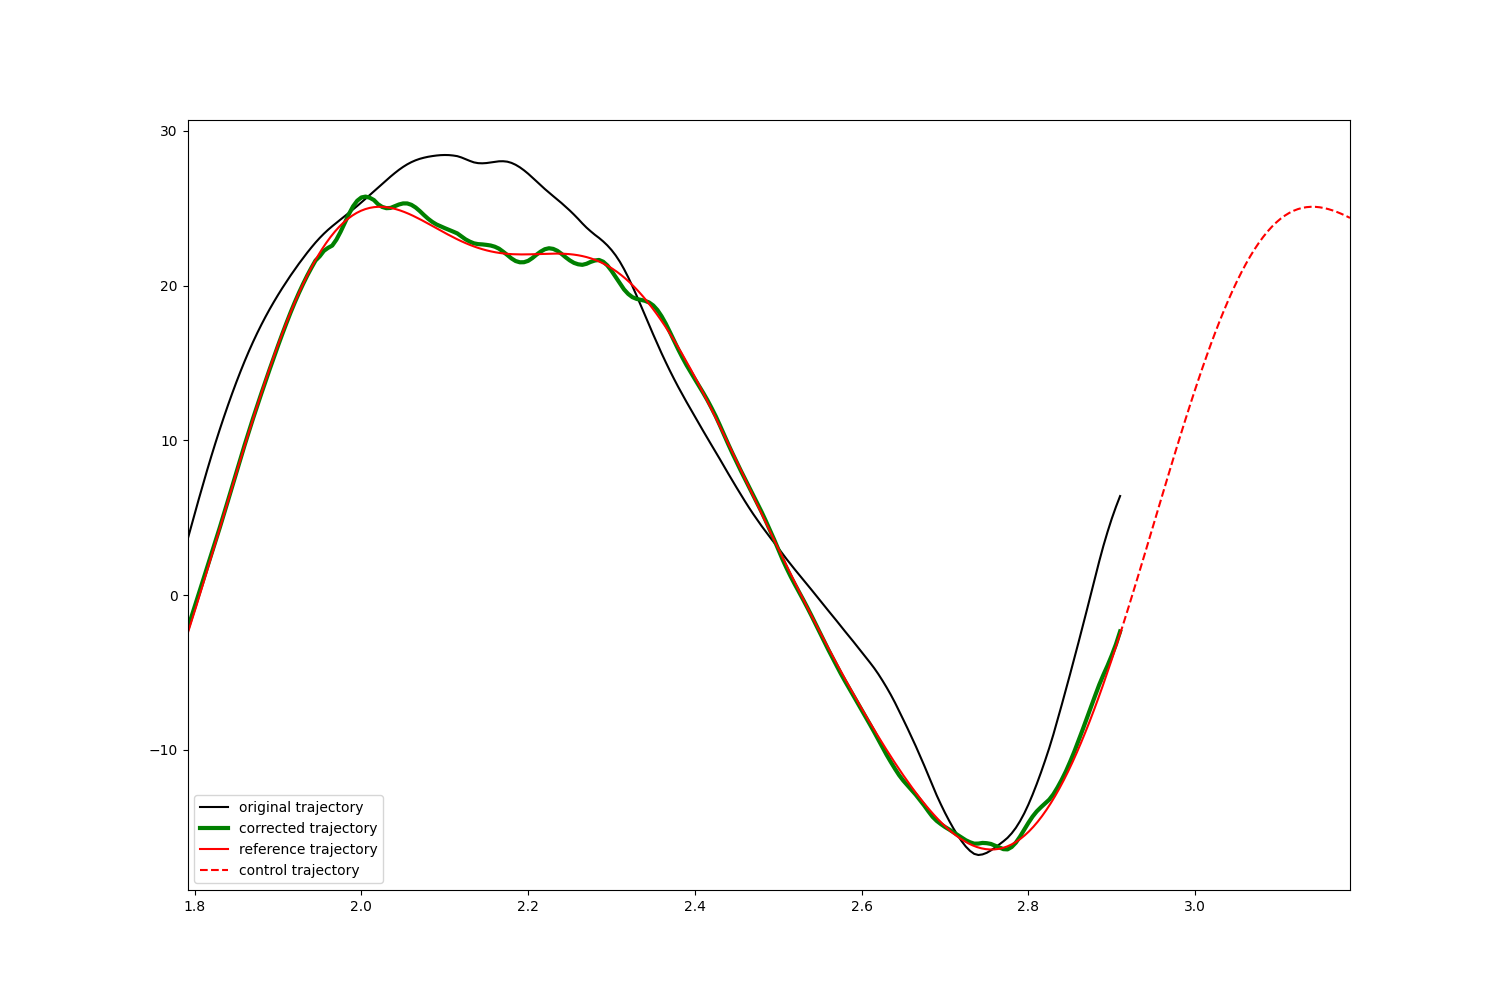 30
20
10
0
−10
original trajectory
corrected trajectory
reference trajectory
control trajectory
1.8 2.0 2.2 2.4 2.6 2.8 3.0